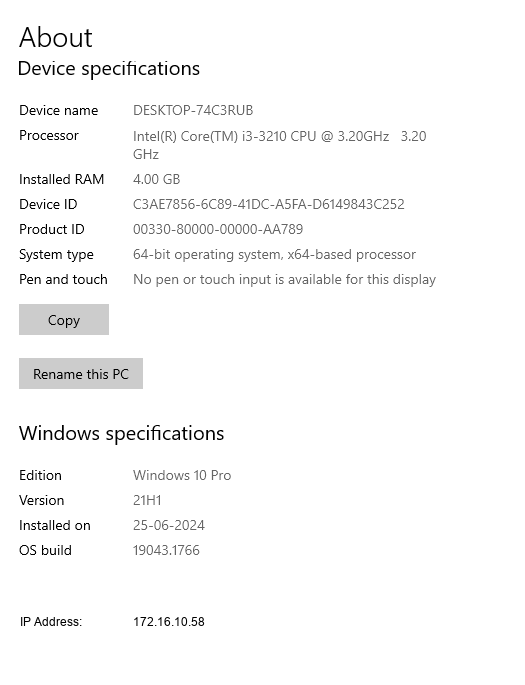 About
Device specifications
Device name DESKTOP-74C3RUB
Processor Intel(R) Core(TM) i3-3210 CPU @ 3.20GHz 3.20
GHz
Installed RAM 4.00 GB
Device ID C3AE7856-6C89-41DC-A5FA-D6149843C252
Product ID 00330-80000-00000-AA789
System type 64-bit operating system, x64-based processor
Pen and touch No pen or touch input is available for this display
Copy
Rename this PC
Windows specifications
Edition Windows 10 Pro
Version 21H1
Installed on 25-06-2024
OS build 19043.1766
IP Address: 172.16.10.58